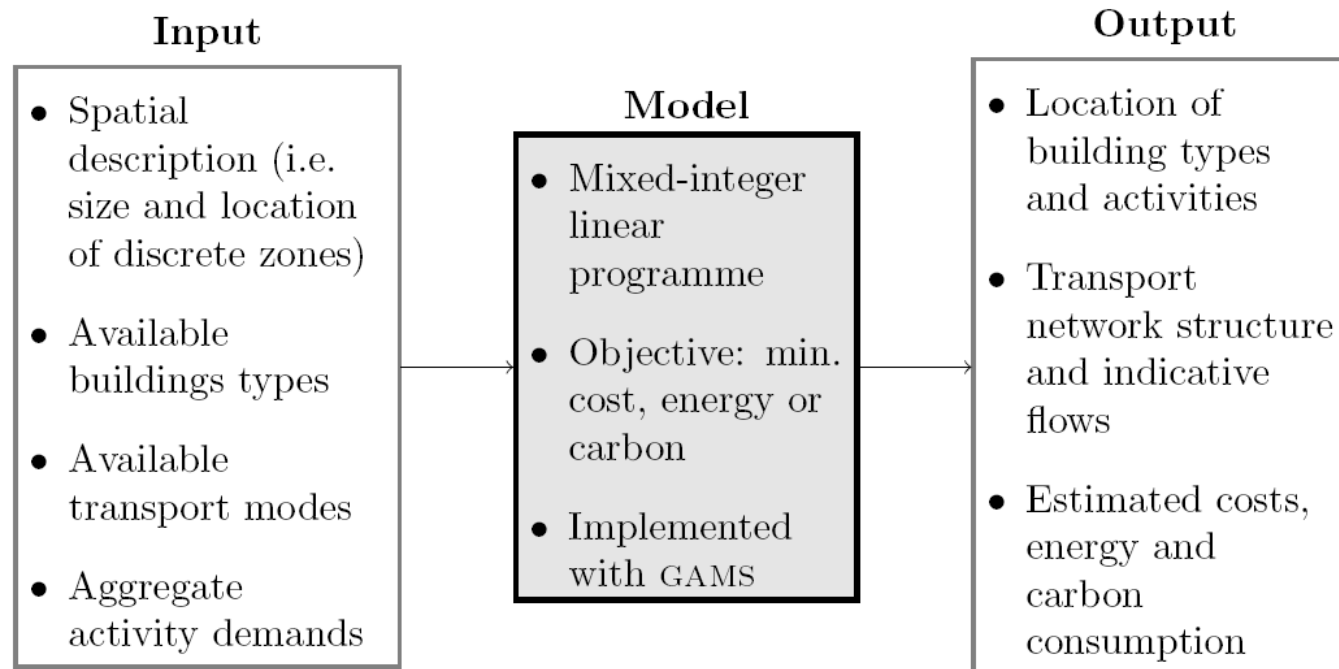 Input
• Spatial
description (i.e.
size and location
of discrete zones)
• Available
buildings types
• Available
transport modes
• Aggregate
activity demands
Model
• Mixed-integer
linear
programme
• Objective: min.
cost, energy or
carbon
• Implemented
with GAMS
Output
• Location of
building types
and activities
• Transport
network structure
and indicative
flows
• Estimated costs,
energy and
carbon
consumption